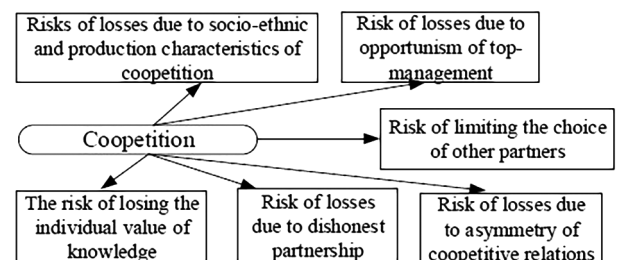 Risks of losses due to socio-ethnic
and production characteristics of
coopetition
Risk of losses due to
opportunism of top-
management
Coopetition
Risk of limiting the choice
of other partners
The risk of losing the
individual value of
knowledge
Risk of losses
due to dishonest
partnership
Risk of losses due
to asymmetry of
coopetitive relations